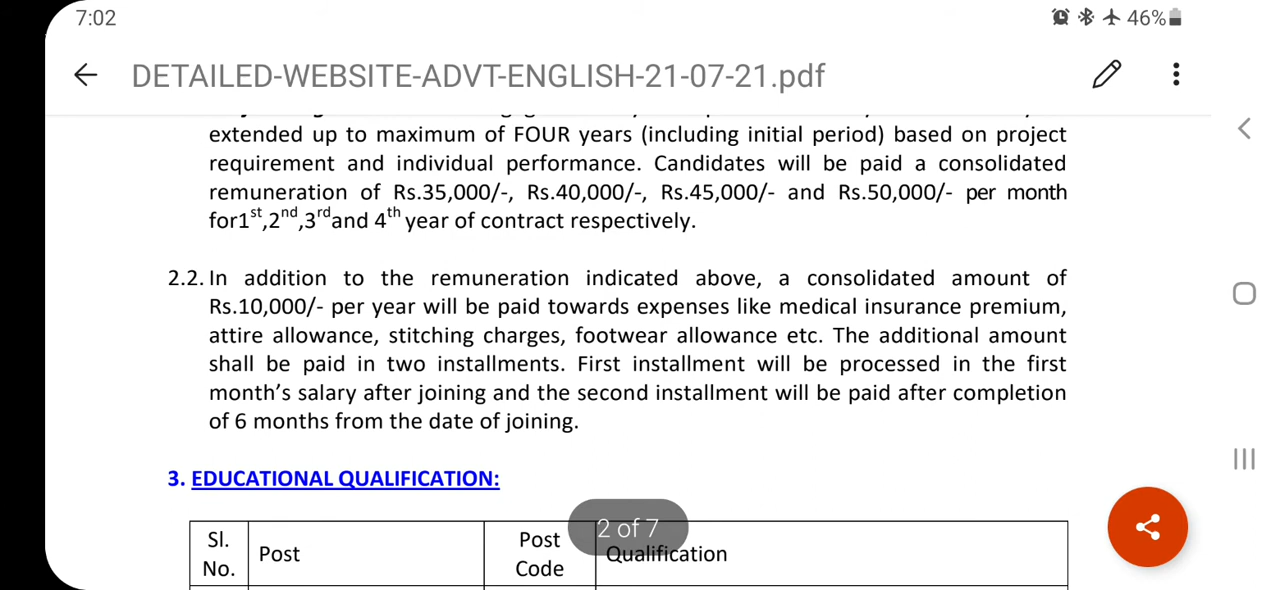 7:02
46%
DETAILED-WEBSITE-ADVT-ENGLISH-21-07-21.pdf
extended up to maximum of FOUR years (including initial period) based on project
requirement and individual performance. Candidates will be paid a consolidated
remuneration of Rs.35,000/-, Rs.40,000/-, Rs.45,000/- and Rs.50,000/- per month
for1st,2nd,3rdand 4th year of contract respectively.
2.2. In addition to the remuneration indicated above, a consolidated amount of
Rs.10,000/- per year will be paid towards expenses like medical insurance premium,
attire allowance, stitching charges, footwear allowance etc. The additional amount
shall be paid in two installments. First installment will be processed in the first
month's salary after joining and the second installment will be paid after completion
of 6 months from the date of joining.
3. EDUCATIONAL QUALIFICATION:
2 of 7
Sl.
No.
Post
Post
Code
Qualification